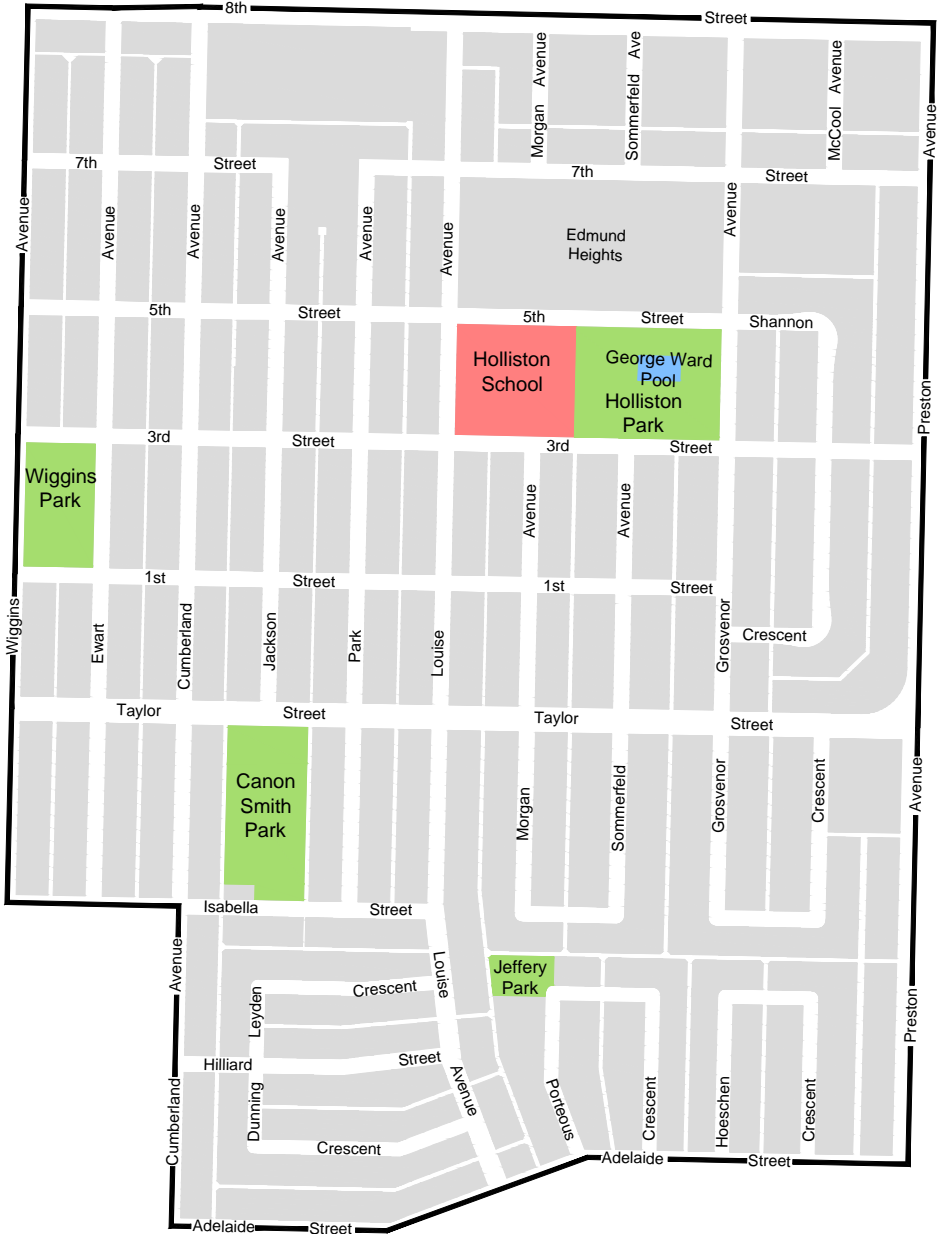 8th
Street
Avenue
Ave
Morgan
Sommerfeld
Avenue
McCool
Avenue
7th
Street
7th
Street
Avenue
Avenue
Avenue
Avenue
Avenue
Avenue
Avenue
Edmund
Heights
5th
Street
5th
Street
Shannon
Holliston
School
George Ward
Pool
Holliston
Park
Preston
3rd
Street
3rd
Street
Wiggins
Park
Avenue
Avenue
1st
Street
1st
Street
Wiggins
Ewart
Cumberland
Jackson
Park
Louise
Grosvenor
Crescent
Taylor
Street
Taylor
Street
Canon
Smith
Park
Morgan
Sommerfeld
Grosvenor
Crescent
Avenue
Isabella
Street
Avenue
Louise
Jeffery
Park
Leyden
Crescent
Preston
Hilliard
Street
Avenue
Cumberland
Dunning
Crescent
Porteous
Crescent
Hoeschen
Crescent
Adelaide
Street
Adelaide
Street